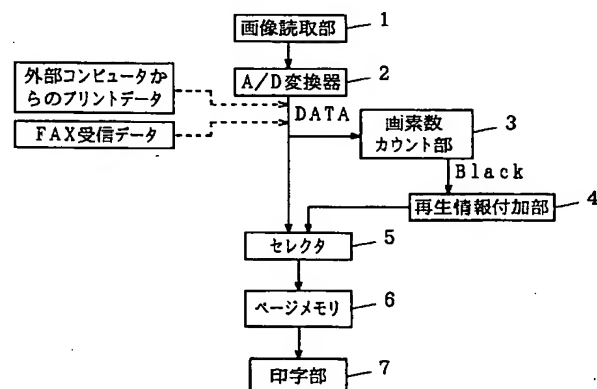 画像読取部
1
A/D変換器
2
外部コンピュータか
らのプリントデータ
FAX受信データ
DATA
画素数
カウント部
3
Black
再生情報付加部
4
セレクタ
5
ページメモリ
6
印字部
7